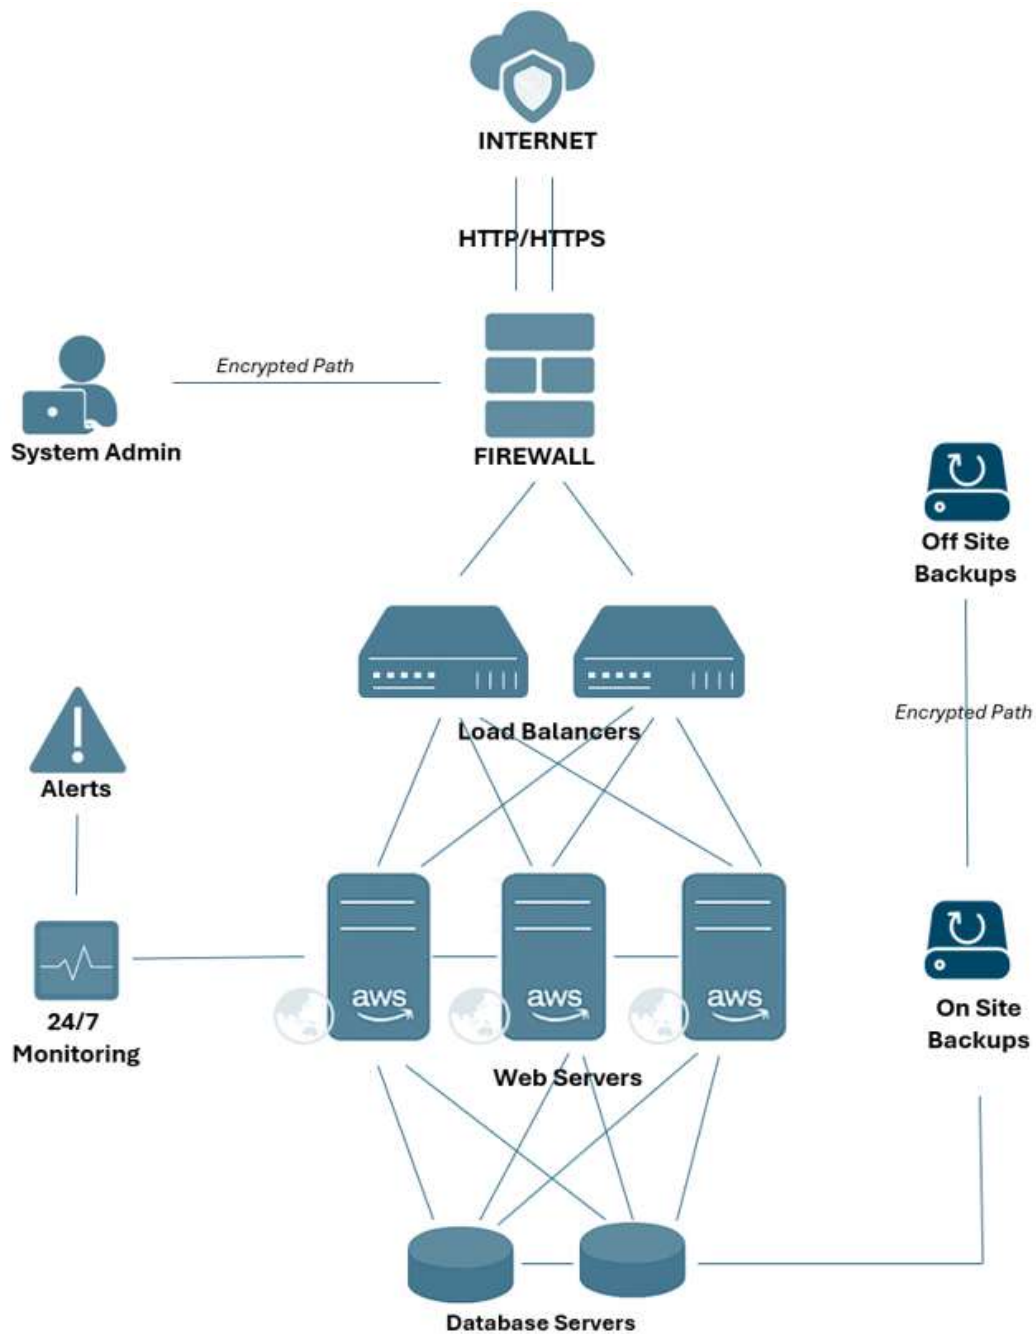 INTERNET
HTTP/HTTPS
Encrypted Path
System Admin
FIREWALL
Off Site
Backups
Encrypted Path
Load Balancers
Alerts
aws
aws
aws
24/7
Monitoring
On Site
Backups
Web Servers
Database Servers